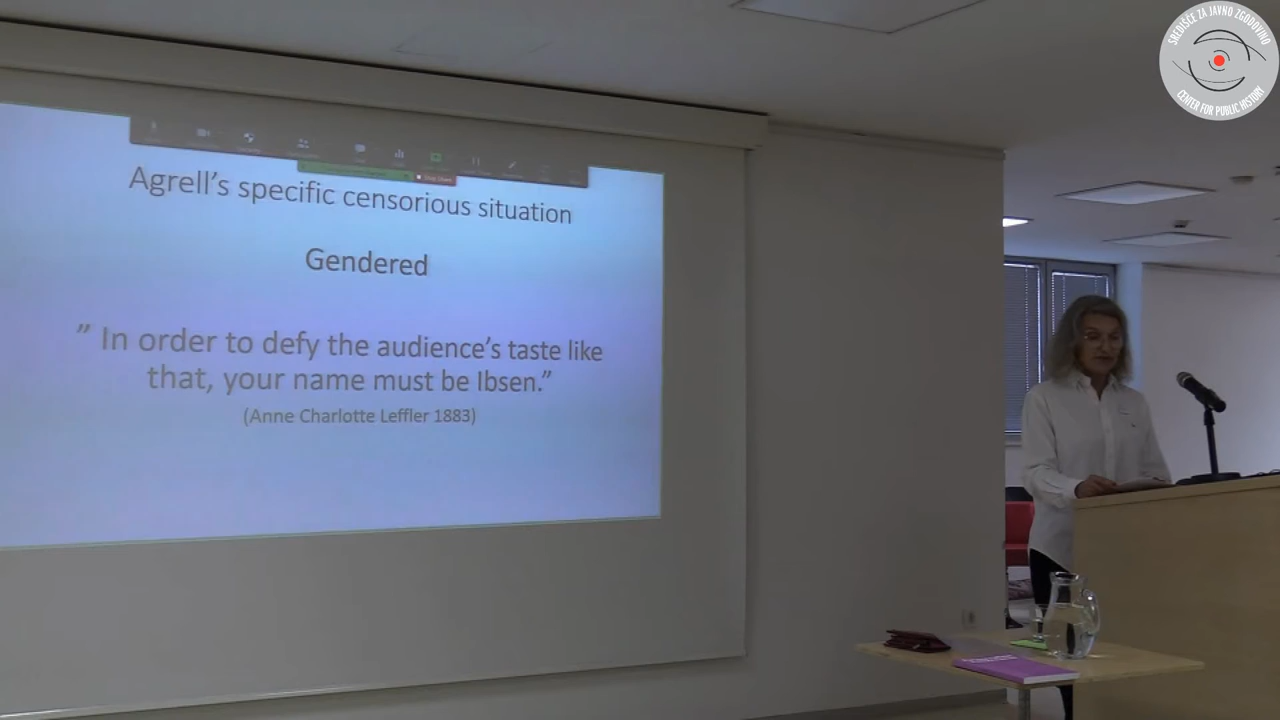 Agrell's specific censorious situation
Gendered
” In order to defy the audience's taste like
that, your name must be Ibsen.”
(Anne Charlotte Leffler 1883)
SREDIŠČE ZA JAVNO ZGODOVINO
CENTER FOR PUBLIC HISTORY